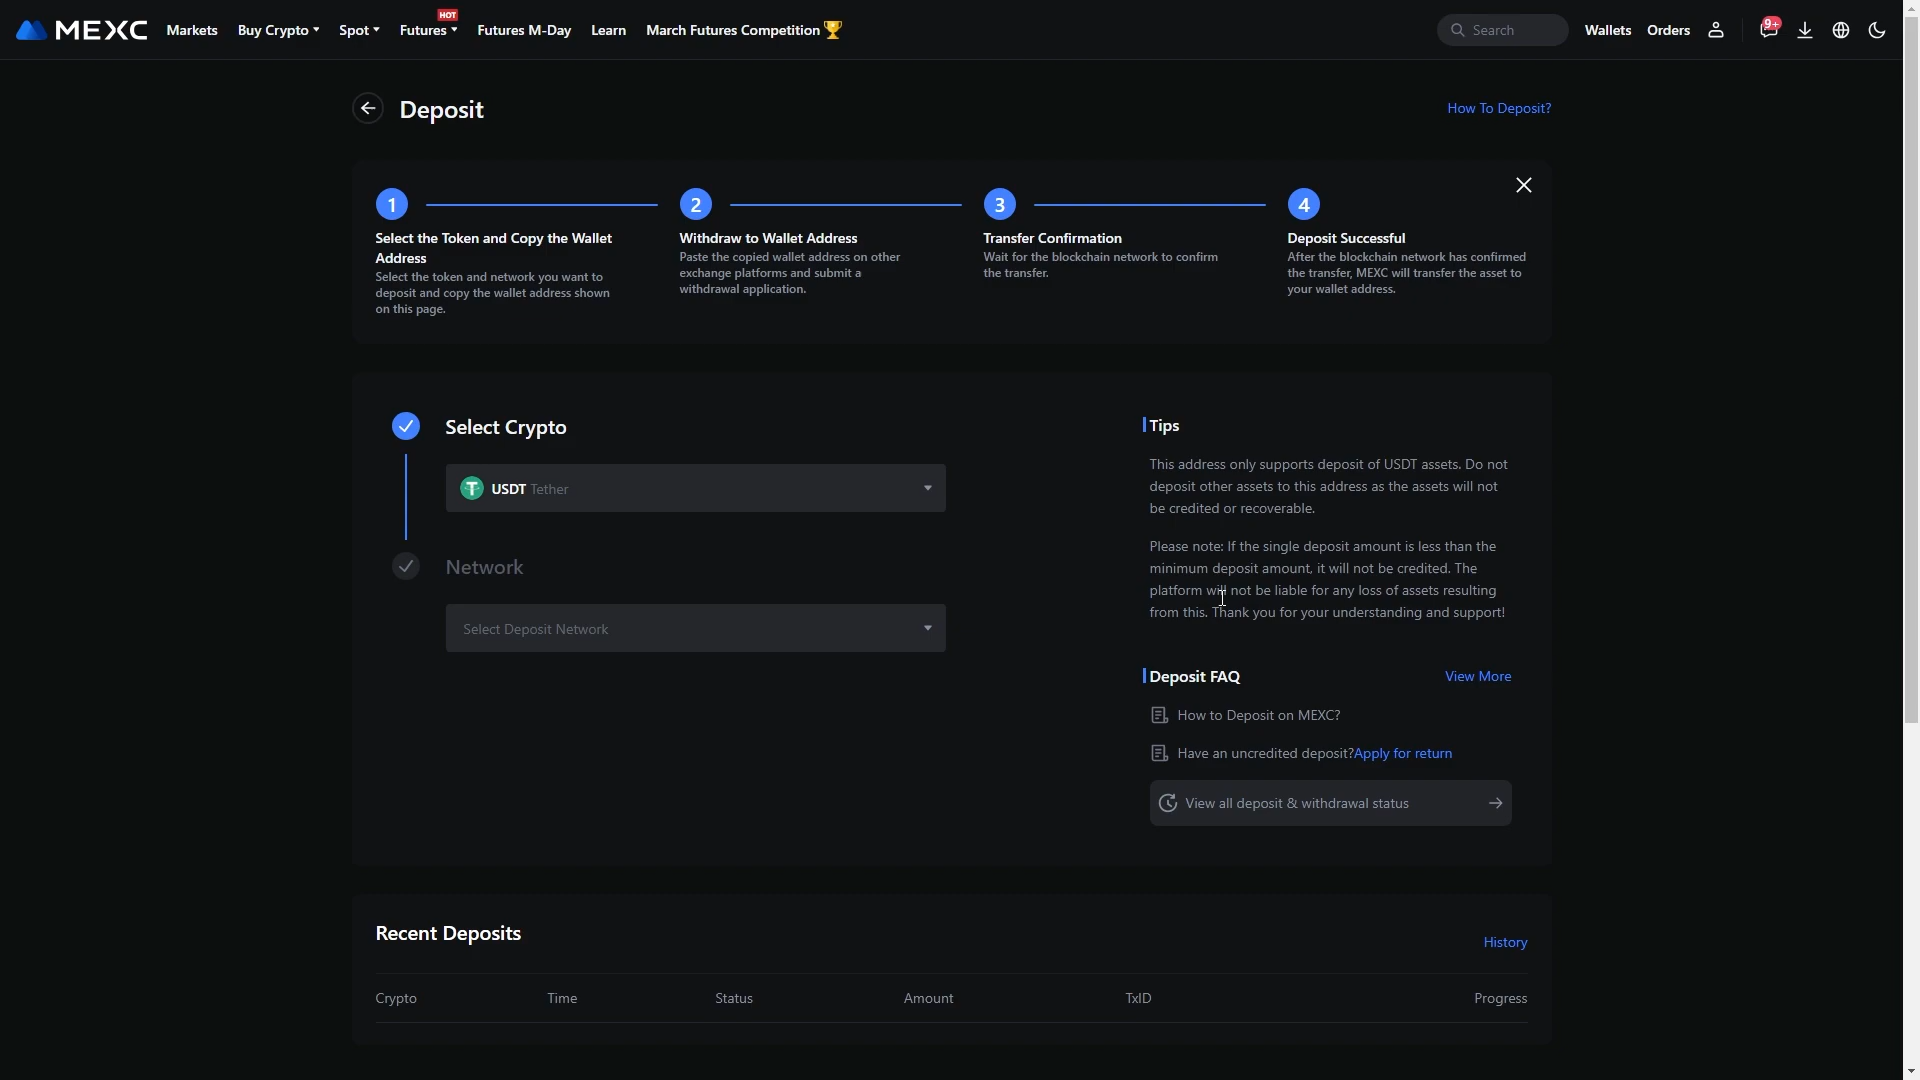 MEXC Markets Buy Crypto Spot Futures HOT Futures M-Day Learn March Futures Competition Search Wallets Orders 9+
Deposit
How To Deposit?
1 2 3 4
Select the Token and Copy the Wallet
Address
Select the token and network you want to
deposit and copy the wallet address shown
on this page.
Withdraw to Wallet Address
Paste the copied wallet address on other
exchange platforms and submit a
withdrawal application.
Transfer Confirmation
Wait for the blockchain network to confirm
the transfer.
Deposit Successful
After the blockchain network has confirmed
the transfer, MEXC will transfer the asset to
your wallet address.
Select Crypto
USDT Tether
Network
Select Deposit Network
Tips
This address only supports deposit of USDT assets. Do not
deposit other assets to this address as the assets will not
be credited or recoverable.
Please note: If the single deposit amount is less than the
minimum deposit amount, it will not be credited. The
platform will not be liable for any loss of assets resulting
from this. Thank you for your understanding and support!
Deposit FAQ
View More
How to Deposit on MEXC?
Have an uncredited deposit?Apply for return
View all deposit & withdrawal status
Recent Deposits
History
Crypto Time Status Amount TxID Progress